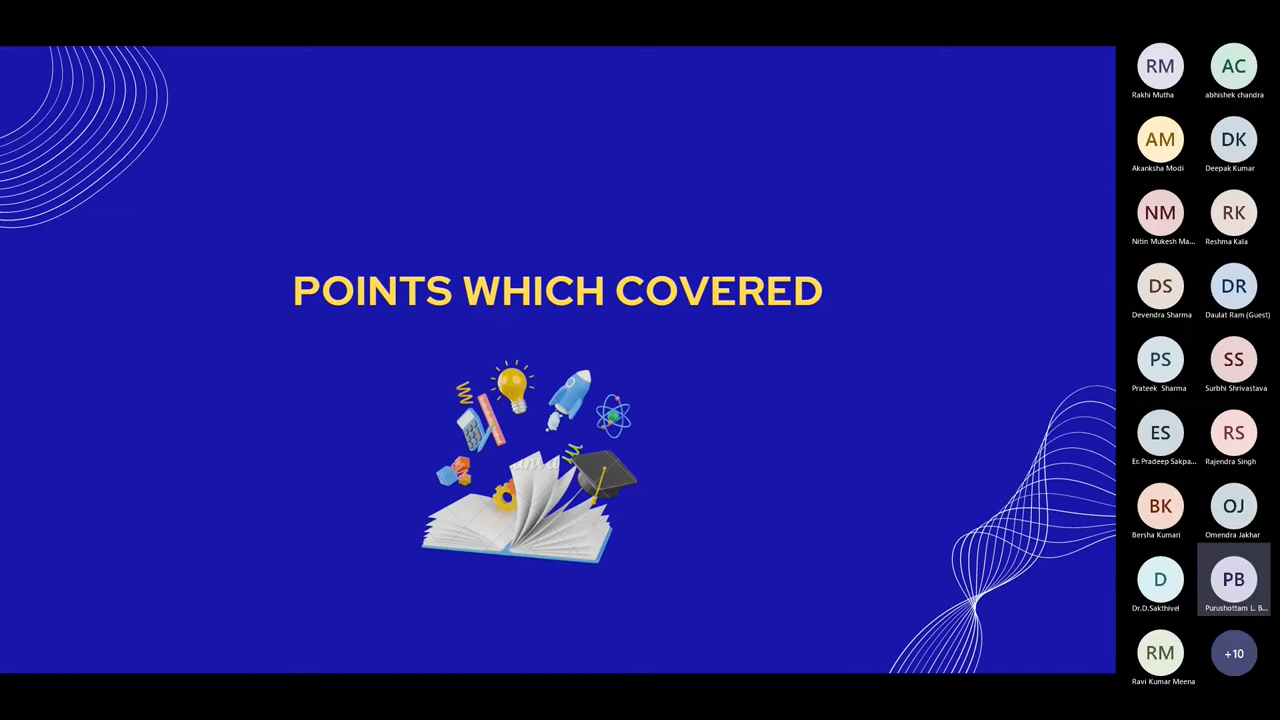 POINTS WHICH COVERED
RM
AC
Rakhi Mutha
abhishek chandra
AM
DK
Akanksha Modi
Deepak Kumar
NM
RK
Nitin Mukesh Ma...
Reshma Kala
DS
DR
Devendra Sharma
Daulat Ram (Guest)
PS
SS
Prateek Sharma
Surbhi Shrivastava
ES
RS
Er. Pradeep Sakpa...
Rajendra Singh
BK
OJ
Bersha Kumari
Omendra Jakhar
D
PB
Dr.D.Sakthivel
Purushottam L. B...
RM
+10
Ravi Kumar Meena